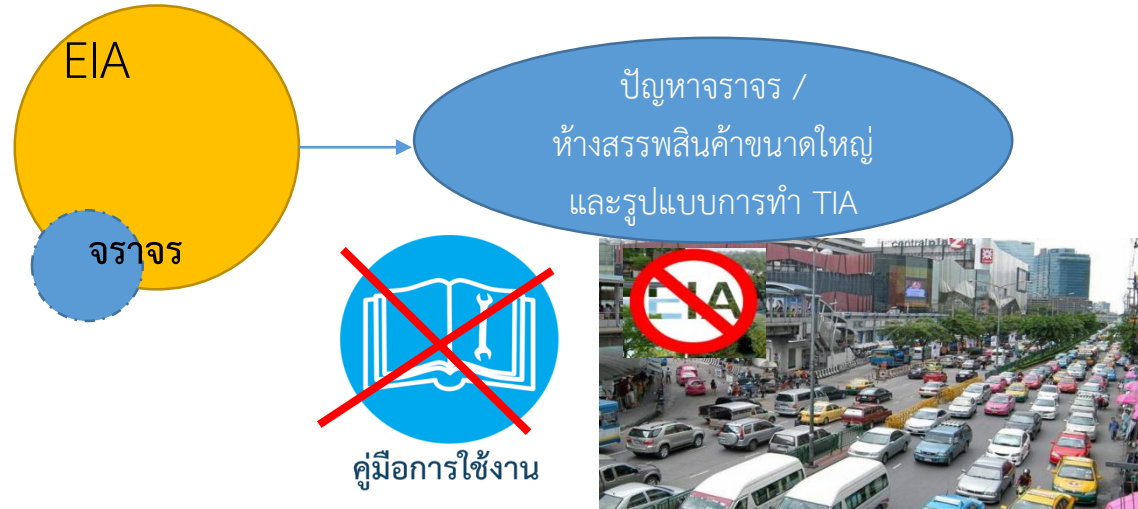 EIA
ปัญหาจราจร /
ห้างสรรพสินค้าขนาดใหญ่
และรูปแบบการทำ TIA
จราจร
centralpla
EIA
คู่มือการใช้งาน